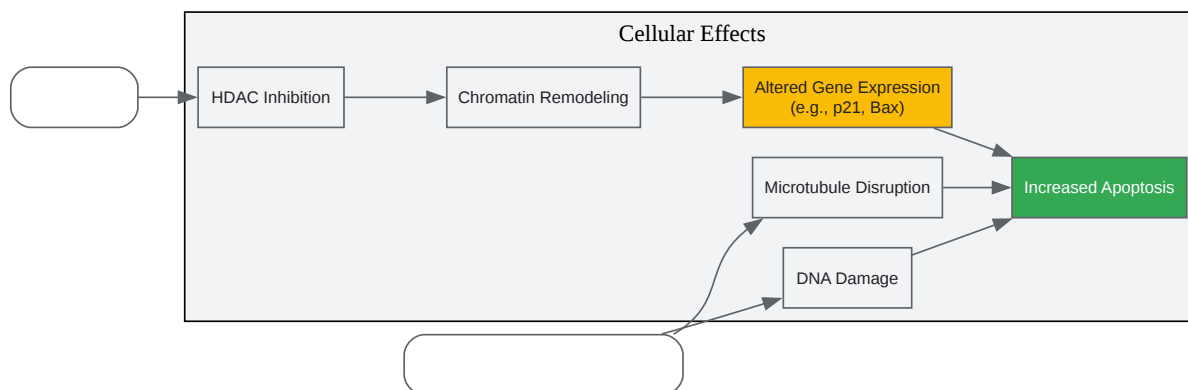 Cellular Effects
HDAC Inhibition
Chromatin Remodeling
Altered Gene Expression
(e.g., p21, Bax)
Microtubule Disruption
Increased Apoptosis
DNA Damage